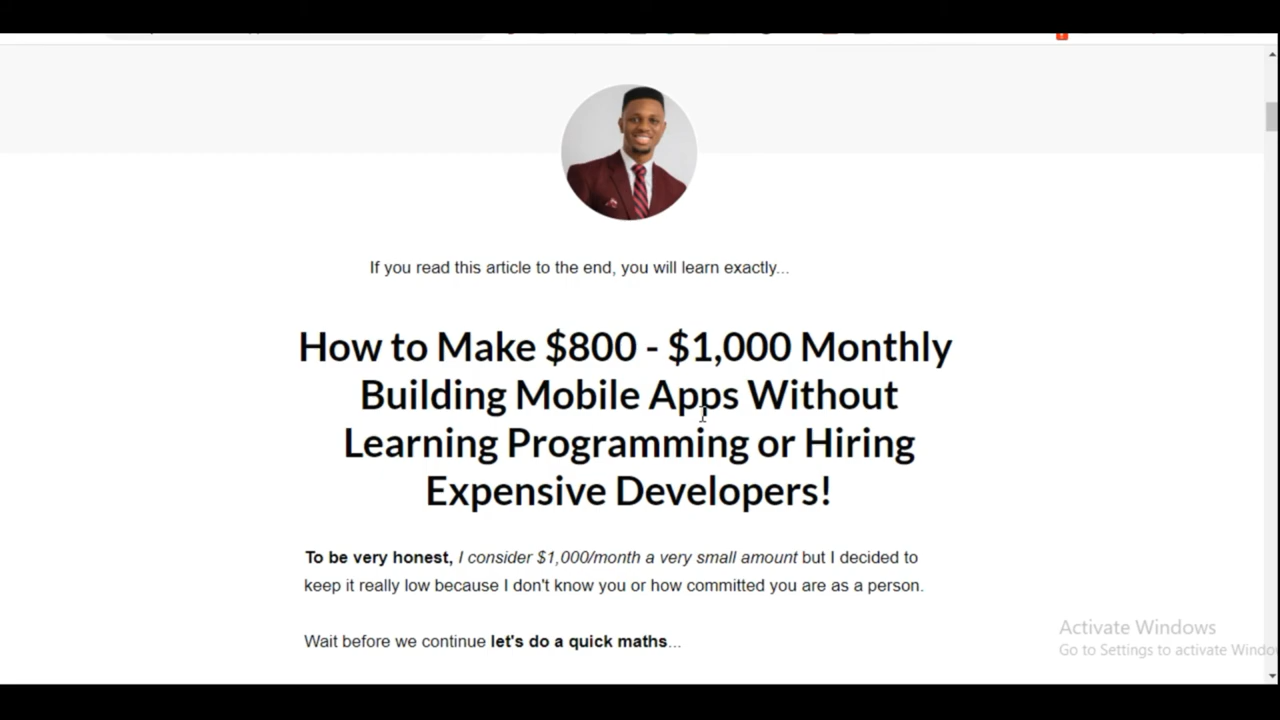 If you read this article to the end, you will learn exactly...
How to Make $800 - $1,000 Monthly
Building Mobile Apps Without
Learning Programming or Hiring
Expensive Developers!
To be very honest, I consider $1,000/month a very small amount but I decided to
keep it really low because I don't know you or how committed you are as a person.
Wait before we continue let's do a quick maths...
Activate Windows
Go to Settings to activate Windo